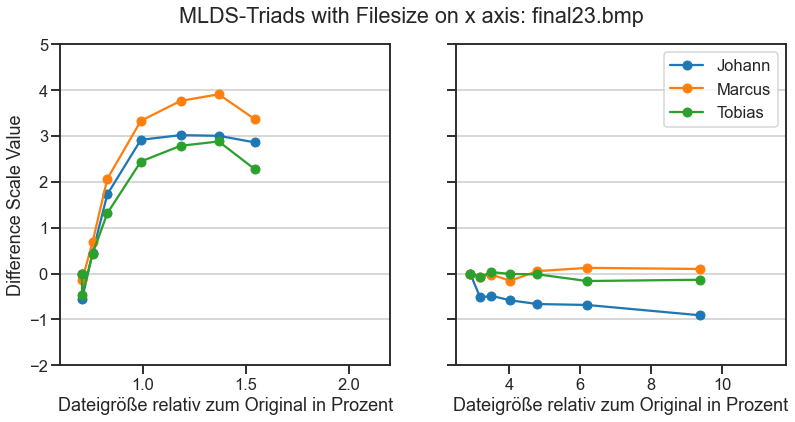 MLDS-Triads with Filesize on x axis: final23.bmp
Difference Scale Value
5
4
3
2
1
0
−1
−2
1.0 1.5 2.0
Dateigröße relativ zum Original in Prozent
Johann
Marcus
Tobias
4 6 8 10
Dateigröße relativ zum Original in Prozent